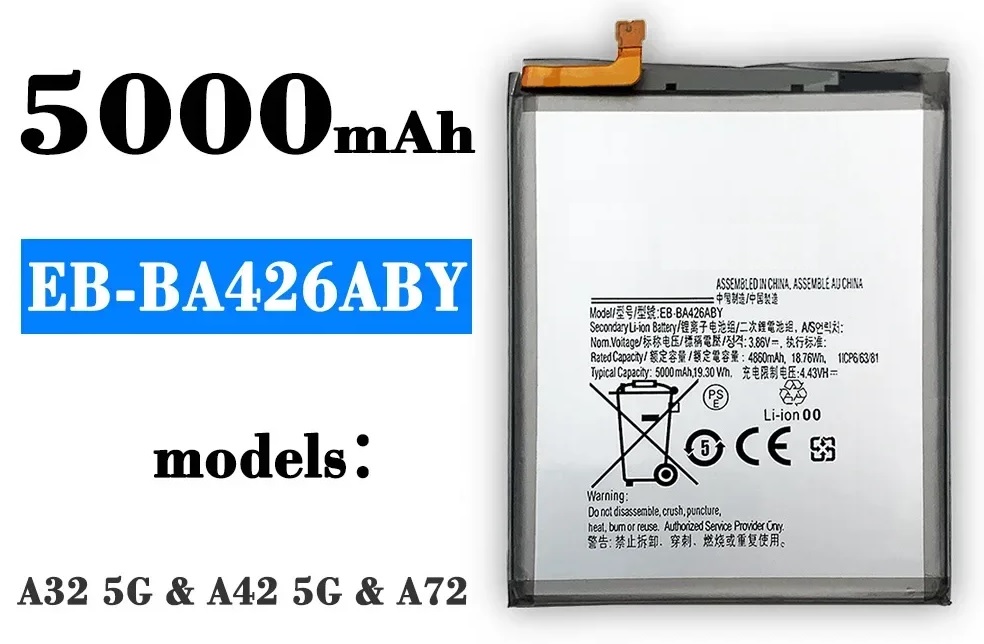 5000mAh
EB-BA426ABY
models：
A32 5G & A42 5G & A72
ASSEMBLED IN CHINA, ASSEMBLE AU CHINA
中国制造/中国製造
Model/型号/型號:EB-BA426ABY
Secondary Li-ion Battery/锂离子电池组/二次鋰電池組, A/S연락처:
Nom.Voltage/标称电压/標稱電壓/정격: 3.86V⎓, 执行标准:
Rated Capacity/ 额定容量/ 額定電容量 : 4860mAh, 18.76Wh, 1ICP6/63/81
Typical Capacity: 5000mAh,19.30 Wh, 充电限制电压:4.43VH⎓
PS
E
Li-ion 00
5 CE
Warning:
Do not disassemble, crush, puncture,
heat, burn or reuse. Authorized Service Provider Only.
警告: 禁止拆卸、穿刺、燃烧或重复使用。